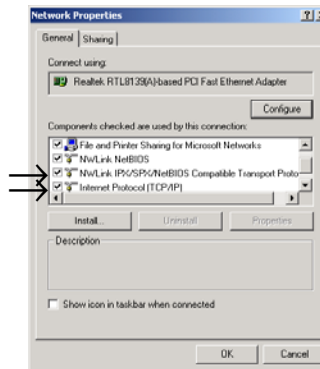 Network Properties
General Sharing
Connect using:
Realtek RTL8139(A)-based PCI Fast Ethernet Adapter
Configure
Components checked are used by this connection:
File and Printer Sharing for Microsoft Networks
NWLink NetBIOS
NWLink IPX/SPX/NetBIOS Compatible Transport Proto
Internet Protocol (TCP/IP)
Install... Uninstall Properties
Description
Show icon in taskbar when connected
OK Cancel